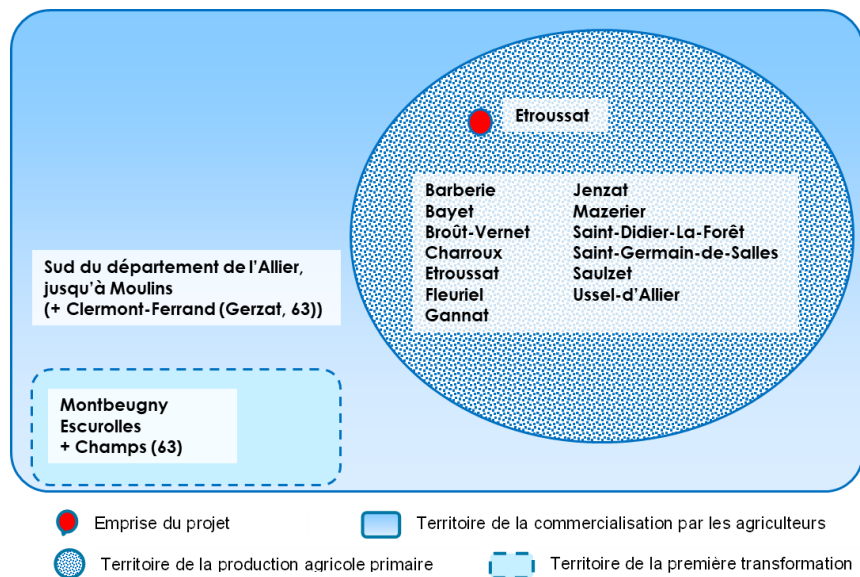 Etroussat
Barberie
Bayet
Broût-Vernet
Charroux
Etroussat
Fleuriel
Gannat
Jenzat
Mazerier
Saint-Didier-La-Forêt
Saint-Germain-de-Salles
Saulzet
Ussel-d’Allier
Sud du département de l’Allier,
jusqu’à Moulins
(+ Clermont-Ferrand (Gerzat, 63))
Montbeugny
Escurolles
+ Champs (63)
Emprise du projet
Territoire de la commercialisation par les agriculteurs
Territoire de la production agricole primaire
Territoire de la première transformation